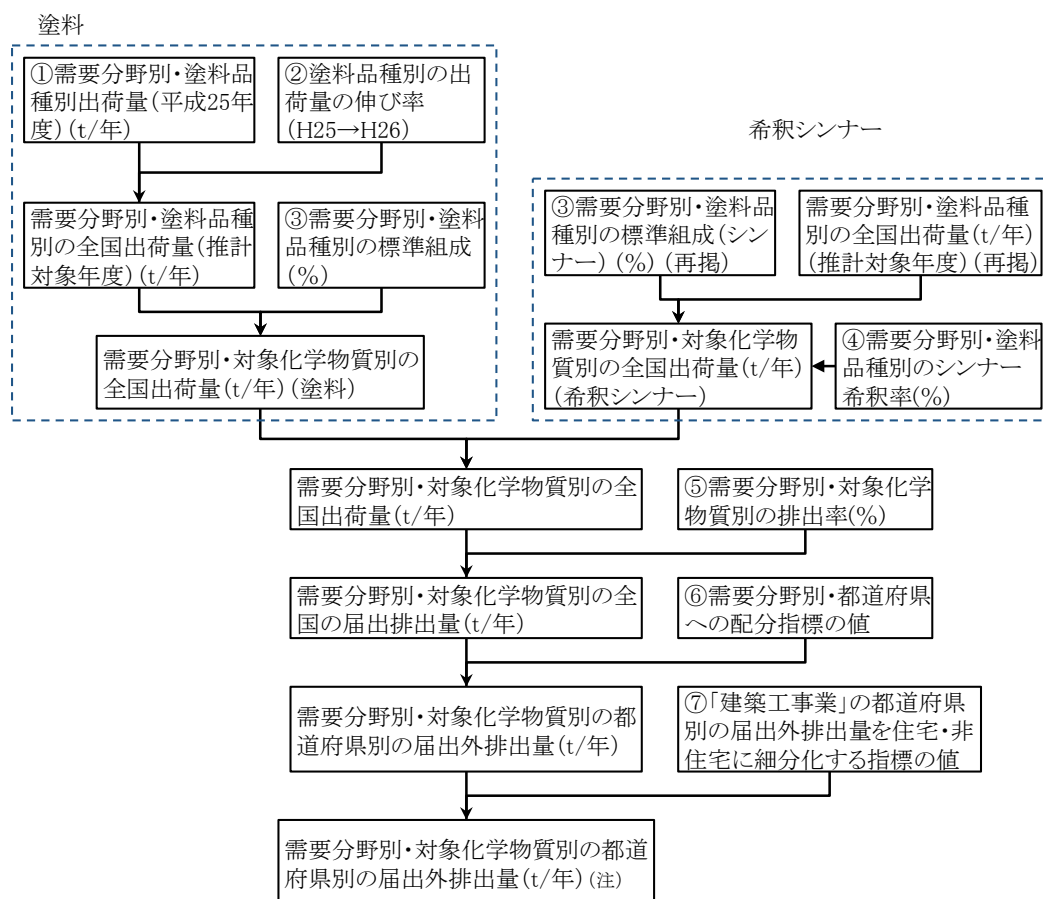 塗料
①需要分野別・塗料品
種別出荷量(平成25年
度)(t/年)
②塗料品種別の出
荷量の伸び率
(H25→H26)
需要分野別・塗料品種
別の全国出荷量(推計
対象年度)(t/年)
③需要分野別・塗料
品種別の標準組成
(%)
需要分野別・対象化学物質別の
全国出荷量(t/年)(塗料)
希釈シンナー
③需要分野別・塗料品
種別の標準組成(シン
ナー)(%)(再掲)
需要分野別・塗料品種
別の全国出荷量(t/年)
(推計対象年度)(再掲)
需要分野別・対象化学物
質別の全国出荷量(t/年)
(希釈シンナー)
④需要分野別・塗料
品種別のシンナー
希釈率(%)
需要分野別・対象化学物質別の全
国出荷量(t/年)
⑤需要分野別・対象化学
物質別の排出率(%)
需要分野別・対象化学物質別の全
国の届出排出量(t/年)
⑥需要分野別・都道府県
への配分指標の値
需要分野別・対象化学物質別の都
道府県別の届出外排出量(t/年)
⑦「建築工事業」の都道府県
別の届出外排出量を住宅・非
住宅に細分化する指標の値
需要分野別・対象化学物質別の都道
府県別の届出外排出量(t/年)(注)